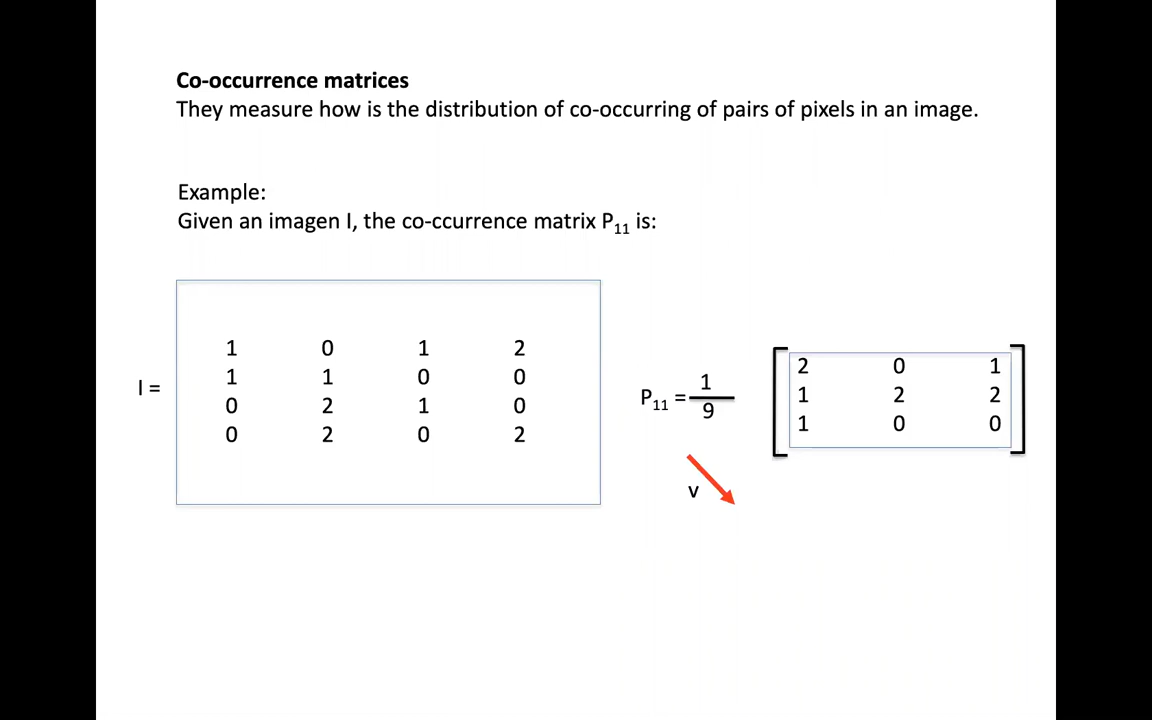 Co-occurrence matrices
They measure how is the distribution of co-occurring of pairs of pixels in an image.
Example:
Given an imagen I, the co-ccurrence matrix P11 is:
1 0 1 2
1 1 0 0
I =
0 2 1 0
0 2 0 2
P11 = 1/9
2 0 1
1 2 2
1 0 0
v